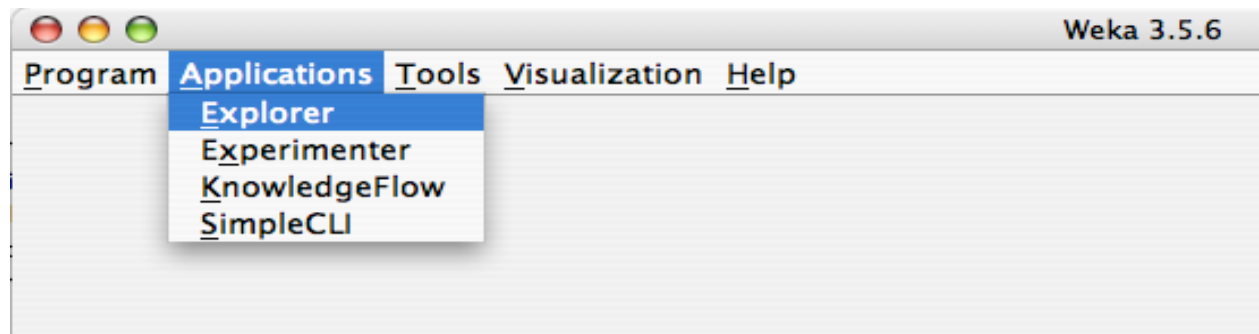 Weka 3.5.6
Program Applications Tools Visualization Help
Explorer
Experimenter
KnowledgeFlow
SimpleCLI